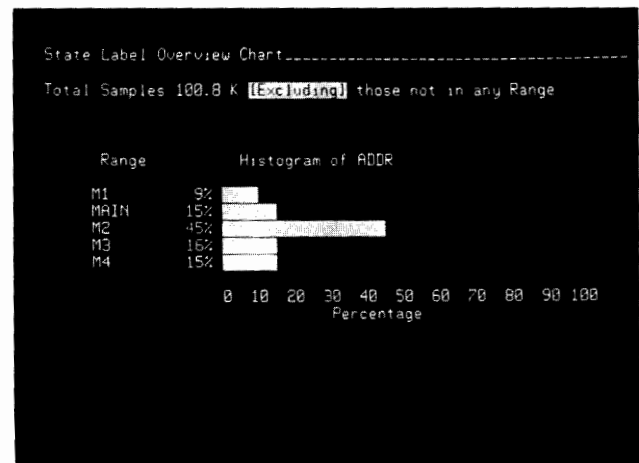 State Label Overview Chart
Total Samples 100.8 K [Excluding] those not in any Range
Range Histogram of ADDR
M1 9%
MAIN 15%
M2 45%
M3 16%
M4 15%
0 10 20 30 40 50 60 70 80 90 100
Percentage